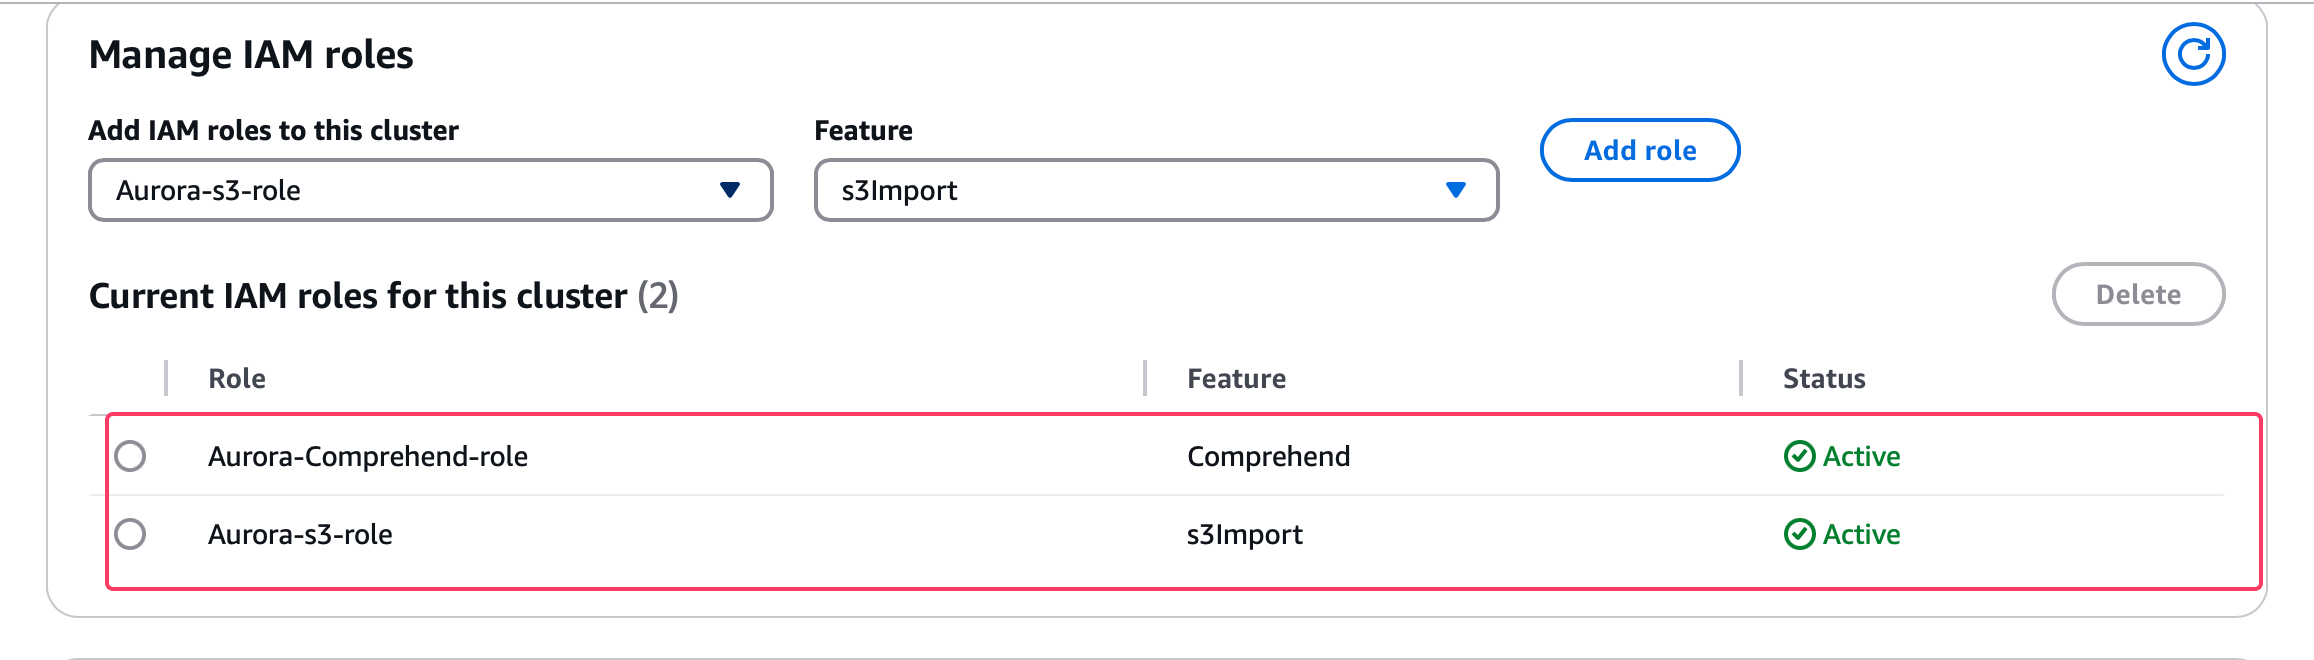 Manage IAM roles
Add IAM roles to this cluster
Feature
Aurora-s3-role
s3Import
Add role
Current IAM roles for this cluster (2)
Delete
Role Feature Status
Aurora-Comprehend-role Comprehend Active
Aurora-s3-role s3Import Active